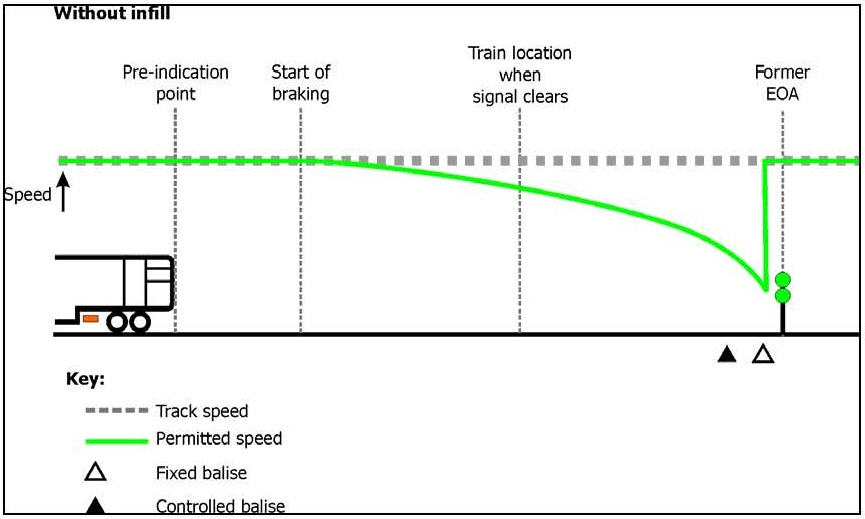 Without infill
Pre-indication
point
Start of
braking
Train location
when
signal clears
Former
EOA
Speed
Key:
Track speed
Permitted speed
Fixed balise
Controlled balise